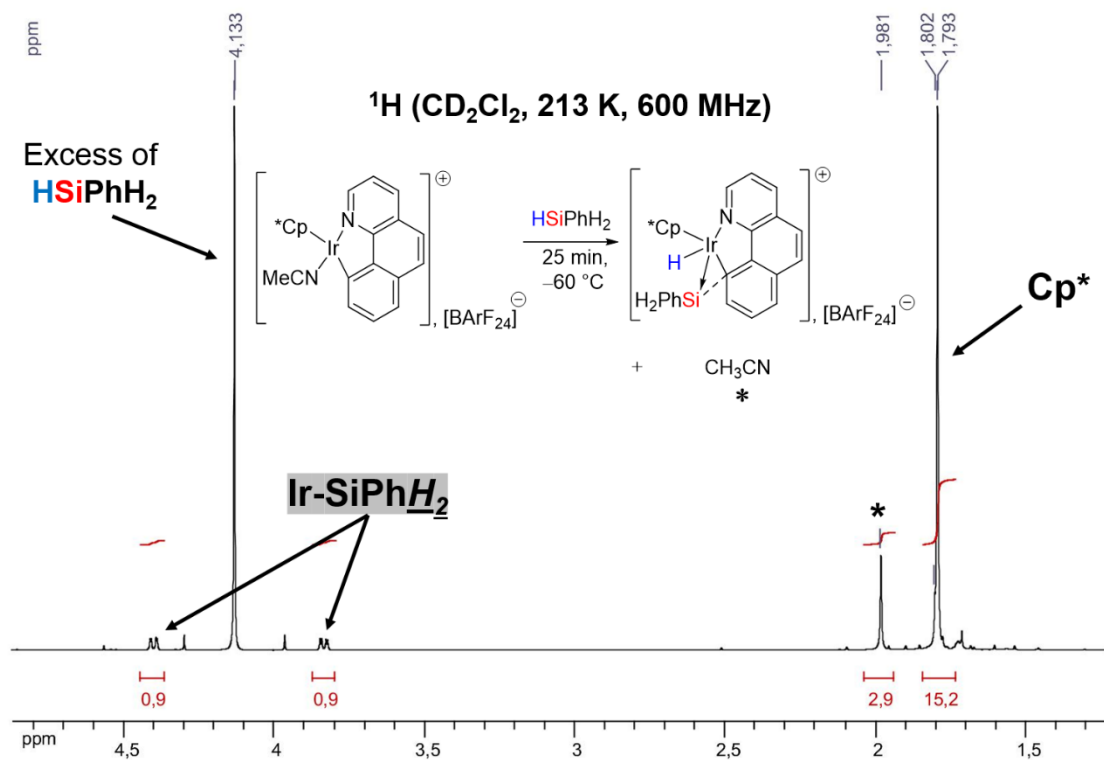 ppm
4,133
1,981
1,802
1,793
¹H (CD₂Cl₂, 213 K, 600 MHz)
Excess of
HSiPhH₂
*Cp
N
Ir
MeCN
⊕
, [BArF₂₄]⊖
HSiPhH₂
25 min,
–60 °C
*Cp
N
Ir
H
H₂PhSi
⊕
, [BArF₂₄]⊖
+ CH₃CN
*
Cp*
Ir-SiPhH₂
*
0,9
0,9
2,9
15,2
ppm
4,5
4
3,5
3
2,5
2
1,5